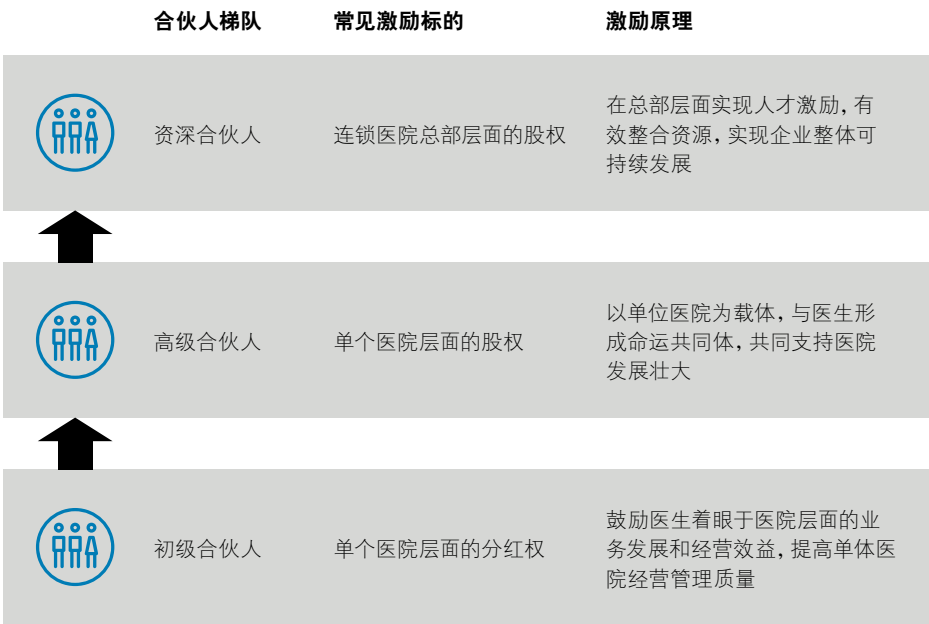 合伙人梯队 常见激励标的 激励原理
资深合伙人
连锁医院总部层面的股权
在总部层面实现人才激励，有
效整合资源，实现企业整体可
持续发展
高级合伙人
单个医院层面的股权
以单位医院为载体，与医生形
成命运共同体，共同支持医院
发展壮大
初级合伙人
单个医院层面的分红权
鼓励医生着眼于医院层面的业
务发展和经营效益，提高单体医
院经营管理质量